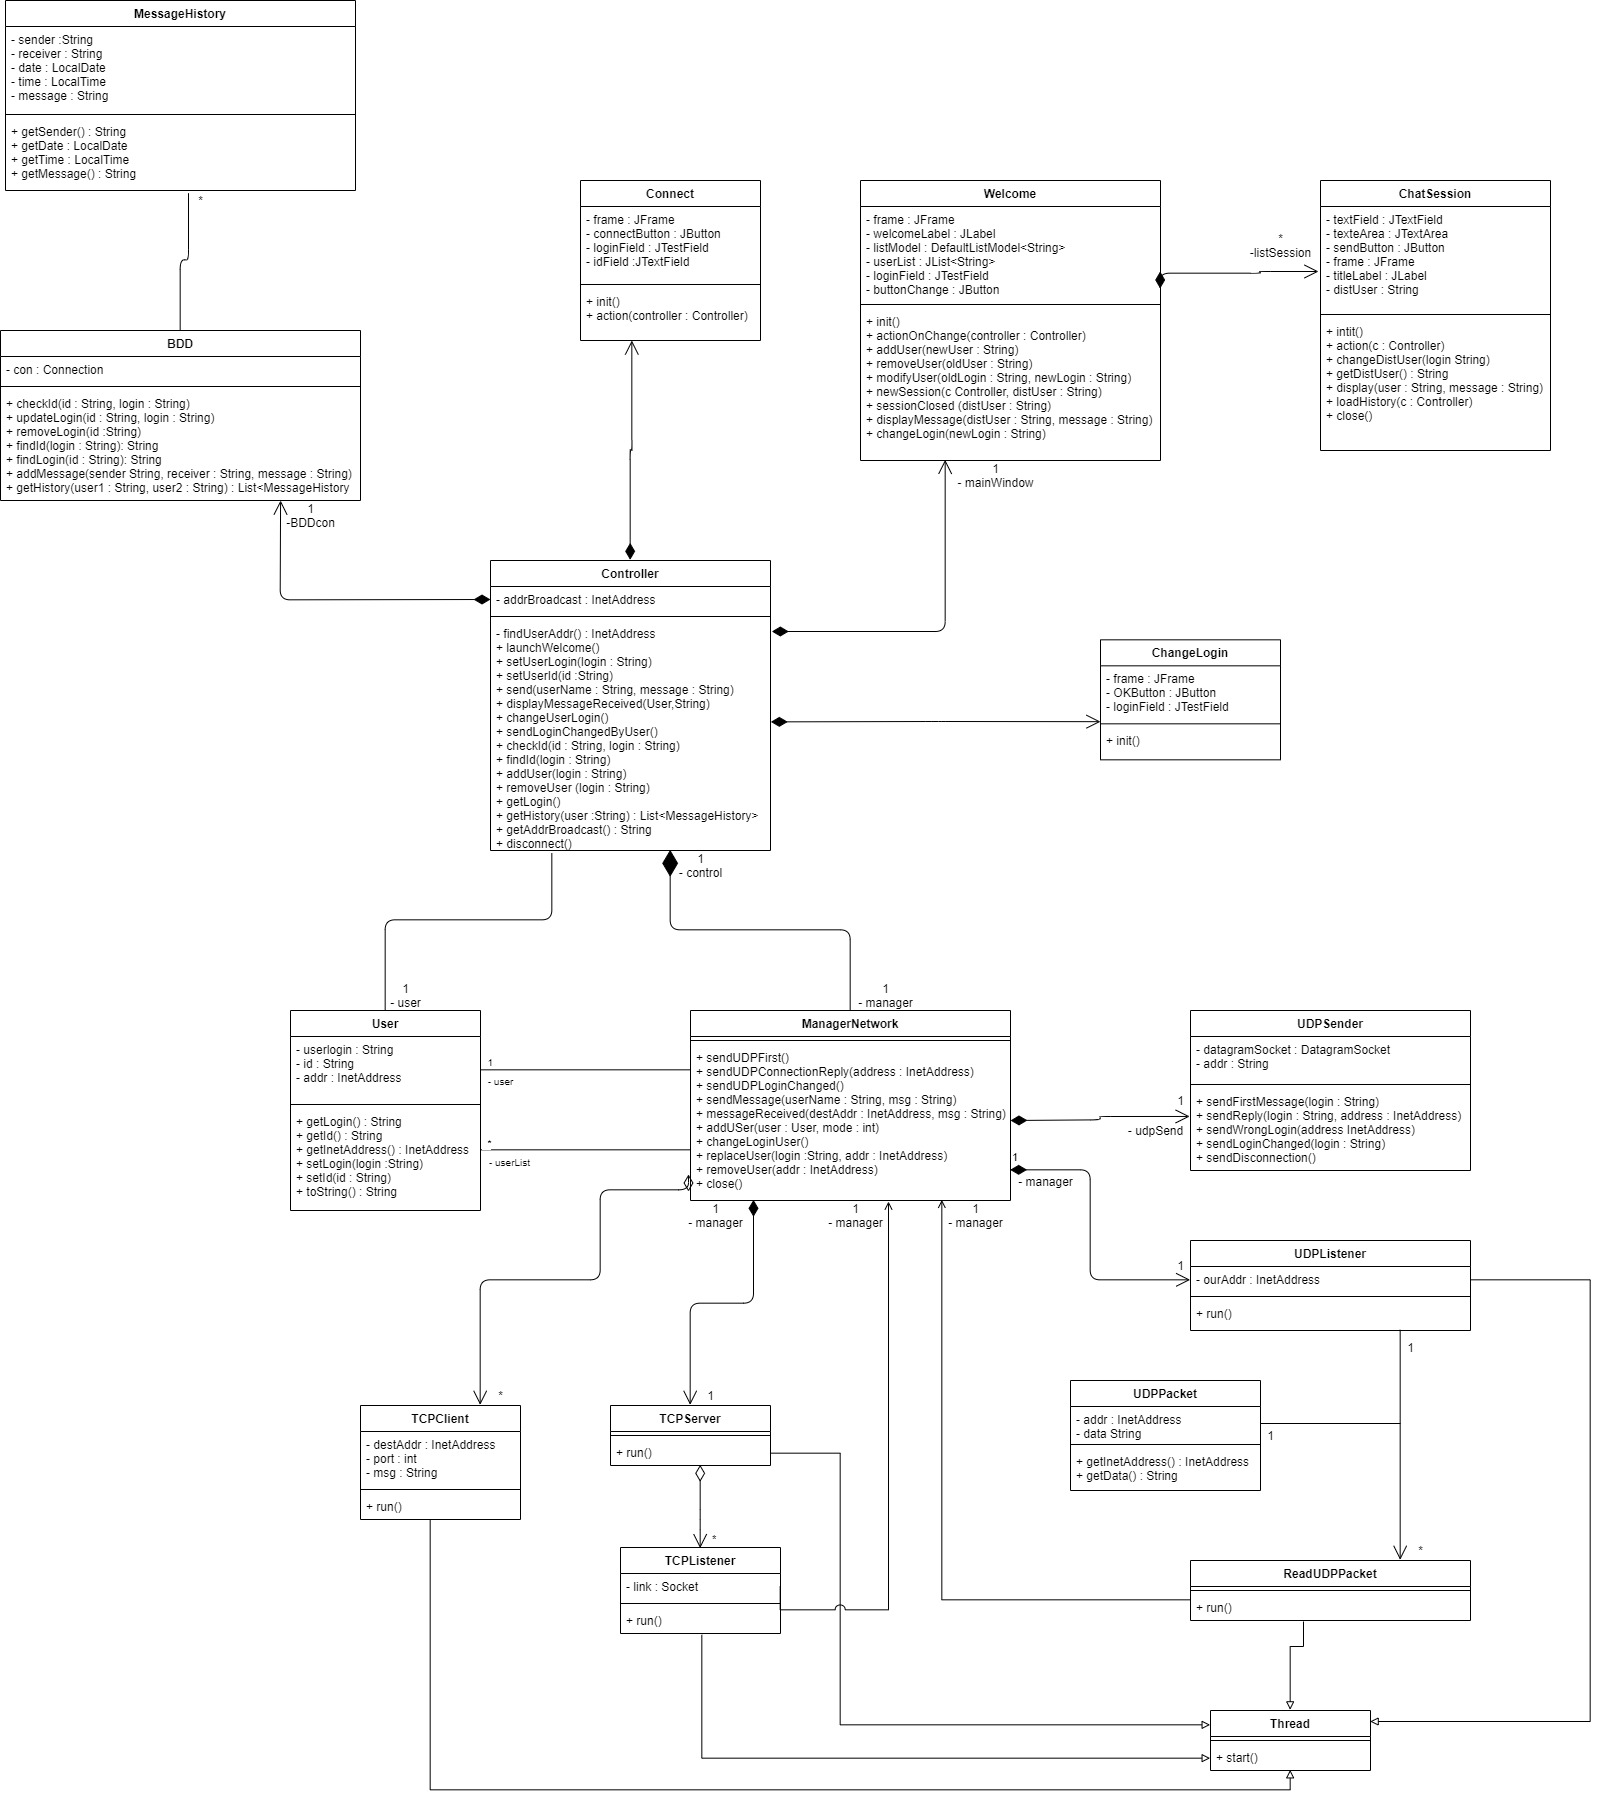 MessageHistory
- sender :String
- receiver : String
- date : LocalDate
- time : LocalTime
- message : String
+ getSender() : String
+ getDate : LocalDate
+ getTime : LocalTime
+ getMessage() : String
*
BDD
- con : Connection
+ checkId(id : String, login : String)
+ updateLogin(id : String, login : String)
+ removeLogin(id :String)
+ findId(login : String): String
+ findLogin(id : String): String
+ addMessage(sender String, receiver : String, message : String)
+ getHistory(user1 : String, user2 : String) : List<MessageHistory
1
-BDDcon
Connect
- frame : JFrame
- connectButton : JButton
- loginField : JTestField
- idField :JTextField
+ init()
+ action(controller : Controller)
Welcome
- frame : JFrame
- welcomeLabel : JLabel
- listModel : DefaultListModel<String>
- userList : JList<String>
- loginField : JTestField
- buttonChange : JButton
+ init()
+ actionOnChange(controller : Controller)
+ addUser(newUser : String)
+ removeUser(oldUser : String)
+ modifyUser(oldLogin : String, newLogin : String)
+ newSession(c Controller, distUser : String)
+ sessionClosed (distUser : String)
+ displayMessage(distUser : String, message : String)
+ changeLogin(newLogin : String)
1
- mainWindow
*
-listSession
ChatSession
- textField : JTextField
- texteArea : JTextArea
- sendButton : JButton
- frame : JFrame
- titleLabel : JLabel
- distUser : String
+ intit()
+ action(c : Controller)
+ changeDistUser(login String)
+ getDistUser() : String
+ display(user : String, message : String)
+ loadHistory(c : Controller)
+ close()
Controller
- addrBroadcast : InetAddress
- findUserAddr() : InetAddress
+ launchWelcome()
+ setUserLogin(login : String)
+ setUserId(id :String)
+ send(userName : String, message : String)
+ displayMessageReceived(User,String)
+ changeUserLogin()
+ sendLoginChangedByUser()
+ checkId(id : String, login : String)
+ findId(login : String)
+ addUser(login : String)
+ removeUser (login : String)
+ getLogin()
+ getHistory(user :String) : List<MessageHistory>
+ getAddrBroadcast() : String
+ disconnect()
1
- control
ChangeLogin
- frame : JFrame
- OKButton : JButton
- loginField : JTestField
+ init()
1
- user
1
- manager
User
- userlogin : String
- id : String
- addr : InetAddress
+ getLogin() : String
+ getId() : String
+ getInetAddress() : InetAddress
+ setLogin(login :String)
+ setId(id : String)
+ toString() : String
1
- user
*
- userList
ManagerNetwork
+ sendUDPFirst()
+ sendUDPConnectionReply(address : InetAddress)
+ sendUDPLoginChanged()
+ sendMessage(userName : String, msg : String)
+ messageReceived(destAddr : InetAddress, msg : String)
+ addUSer(user : User, mode : int)
+ changeLoginUser()
+ replaceUser(login :String, addr : InetAddress)
+ removeUser(addr : InetAddress)
+ close()
1
- manager
1
- manager
1
- manager
1
- manager
1
- udpSend
UDPSender
- datagramSocket : DatagramSocket
- addr : String
+ sendFirstMessage(login : String)
+ sendReply(login : String, address : InetAddress)
+ sendWrongLogin(address InetAddress)
+ sendLoginChanged(login : String)
+ sendDisconnection()
1
UDPListener
- ourAddr : InetAddress
+ run()
1
UDPPacket
- addr : InetAddress
- data String
+ getInetAddress() : InetAddress
+ getData() : String
1
*
TCPClient
- destAddr : InetAddress
- port : int
- msg : String
+ run()
1
TCPServer
+ run()
*
TCPListener
- link : Socket
+ run()
*
ReadUDPPacket
+ run()
Thread
+ start()